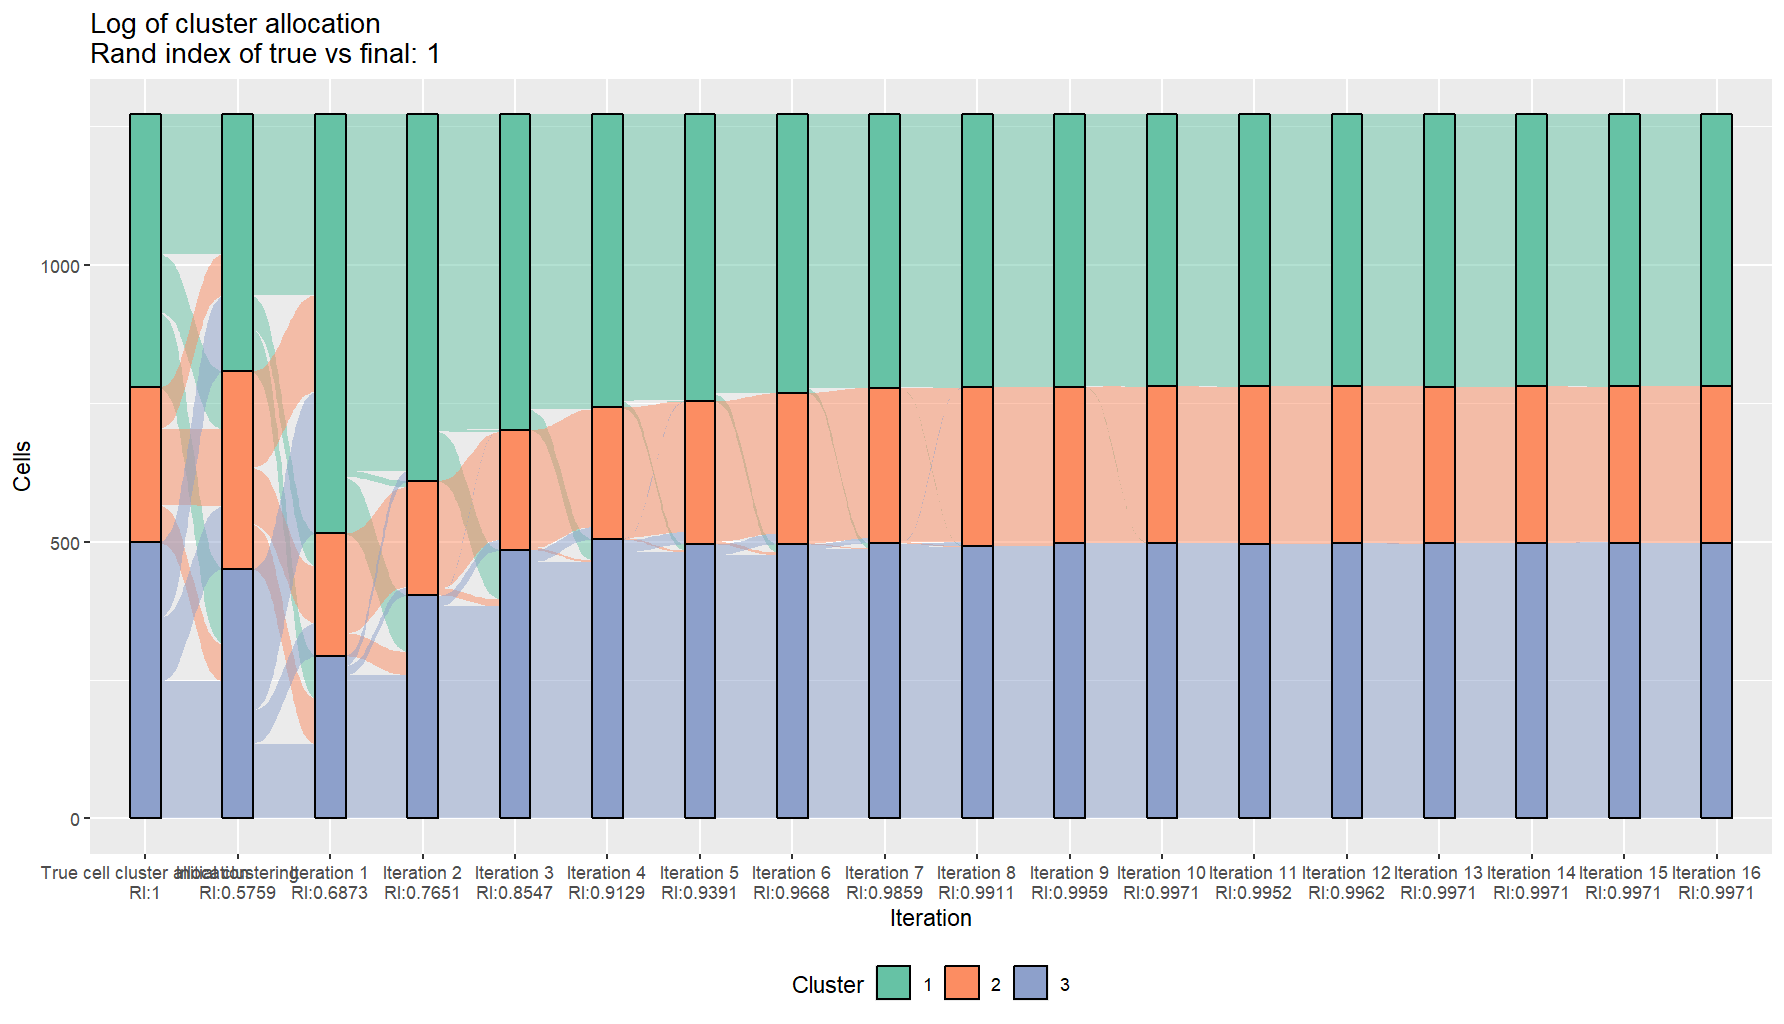 Log of cluster allocation
Rand index of true vs final: 1
Cells
1000
500
0
True cell cluster allocation Initial clustering Iteration 1 Iteration 2 Iteration 3 Iteration 4 Iteration 5 Iteration 6 Iteration 7 Iteration 8 Iteration 9 Iteration 10 Iteration 11 Iteration 12 Iteration 13 Iteration 14 Iteration 15 Iteration 16
RI:1 RI:0.5759 RI:0.6873 RI:0.7651 RI:0.8547 RI:0.9129 RI:0.9391 RI:0.9668 RI:0.9859 RI:0.9911 RI:0.9959 RI:0.9971 RI:0.9952 RI:0.9962 RI:0.9971 RI:0.9971 RI:0.9971 RI:0.9971
Iteration
Cluster 1 2 3